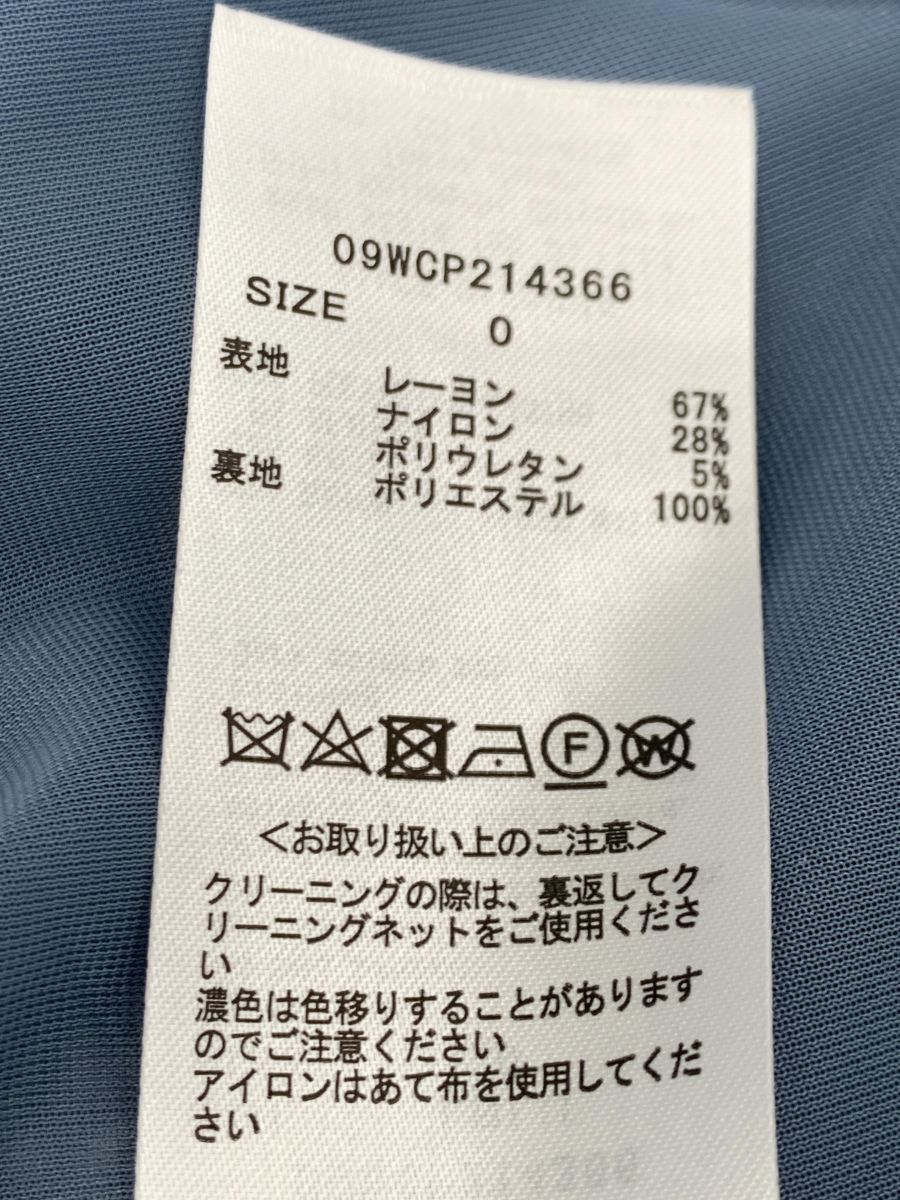 09WCP214366
SIZE 0
表地 レーヨン 67%
ナイロン 28%
ポリウレタン 5%
裏地 ポリエステル 100%
F W
<お取り扱い上のご注意>
クリーニングの際は、裏返してク
リーニングネットをご使用くださ
い
濃色は色移りすることがあります
のでご注意ください
アイロンはあて布を使用してくだ
さい